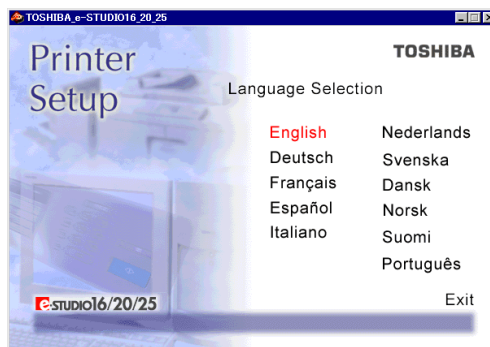 TOSHIBA_e-STUDIO16_20_25
Printer
Setup
TOSHIBA
Language Selection
English
Deutsch
Français
Español
Italiano
Nederlands
Svenska
Dansk
Norsk
Suomi
Português
e-STUDIO16/20/25
Exit